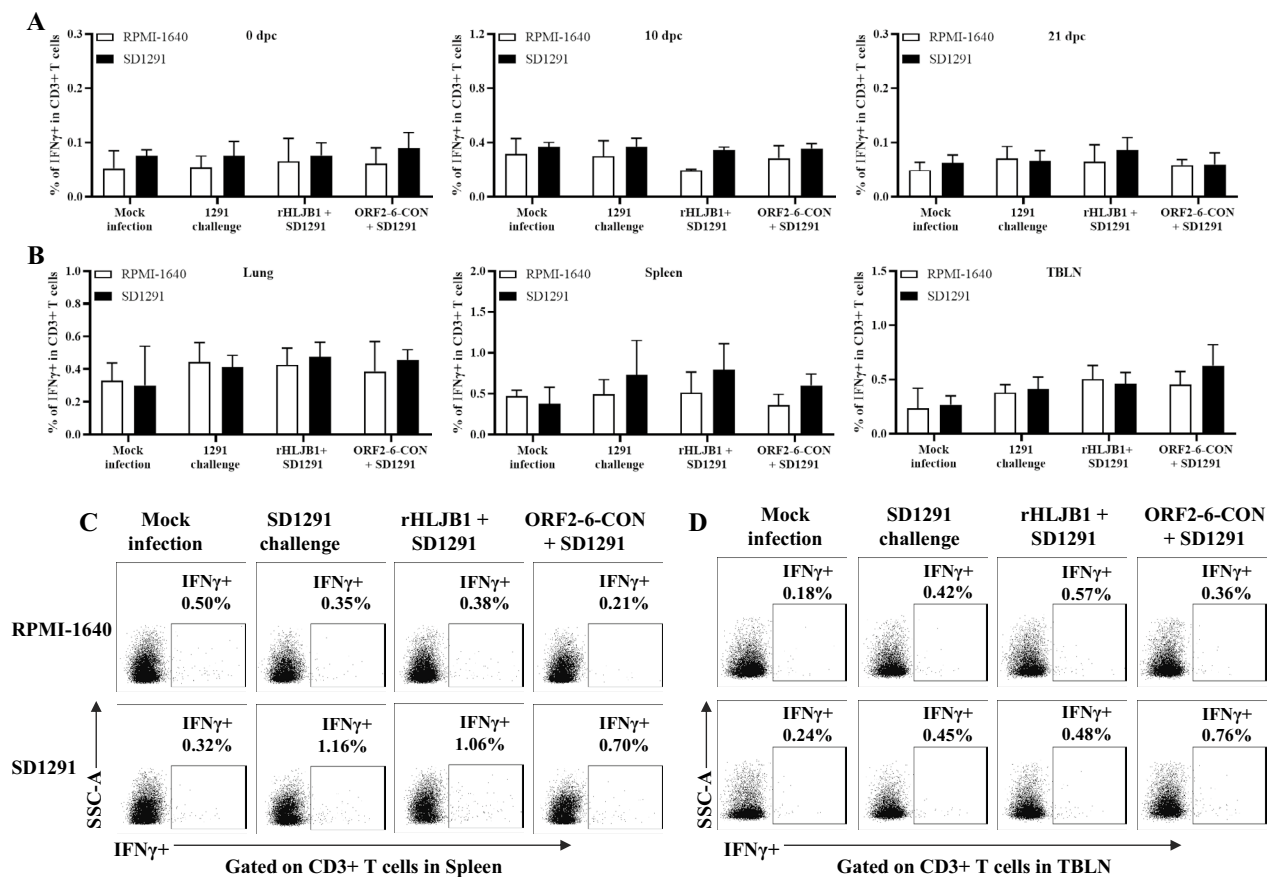 A
% of IFNγ+ in CD3+ T cells
0.3
0.2
0.1
0.0
RPMI-1640
SD1291
0 dpc
Mock
infection
1291
challenge
rHLJB1 +
SD1291
ORF2-6-CON
+ SD1291
% of IFNγ+ in CD3+ T cells
1.2
0.8
0.4
0.0
RPMI-1640
SD1291
10 dpc
Mock
infection
1291
challenge
rHLJB1+
SD1291
ORF2-6-CON
+ SD1291
% of IFNγ+ in CD3+ T cells
0.3
0.2
0.1
0.0
RPMI-1640
SD1291
21 dpc
Mock
infection
1291
challenge
rHLJB1 +
SD1291
ORF2-6-CON
+ SD1291
B
% of IFNγ+ in CD3+ T cells
1.0
0.8
0.6
0.4
0.2
0.0
RPMI-1640
SD1291
Lung
Mock
infection
1291
challenge
rHLJB1+
SD1291
ORF2-6-CON
+ SD1291
% of IFNγ+ in CD3+ T cells
2.0
1.5
1.0
0.5
0.0
RPMI-1640
SD1291
Spleen
Mock
infection
1291
challenge
rHLJB1 +
SD1291
ORF2-6-CON
+ SD1291
% of IFNγ+ in CD3+ T cells
1.5
1.0
0.5
0.0
RPMI-1640
SD1291
TBLN
Mock
infection
1291
challenge
rHLJB1+
SD1291
ORF2-6-CON
+ SD1291
C
Mock
infection
SD1291
challenge
rHLJB1 +
SD1291
ORF2-6-CON
+ SD1291
RPMI-1640
IFNγ+
0.50%
IFNγ+
0.35%
IFNγ+
0.38%
IFNγ+
0.21%
SD1291
SSC-A
IFNγ+
0.32%
IFNγ+
1.16%
IFNγ+
1.06%
IFNγ+
0.70%
IFNγ+
Gated on CD3+ T cells in Spleen
D
Mock
infection
SD1291
challenge
rHLJB1 +
SD1291
ORF2-6-CON
+ SD1291
IFNγ+
0.18%
IFNγ+
0.42%
IFNγ+
0.57%
IFNγ+
0.36%
SSC-A
IFNγ+
0.24%
IFNγ+
0.45%
IFNγ+
0.48%
IFNγ+
0.76%
IFNγ+
Gated on CD3+ T cells in TBLN